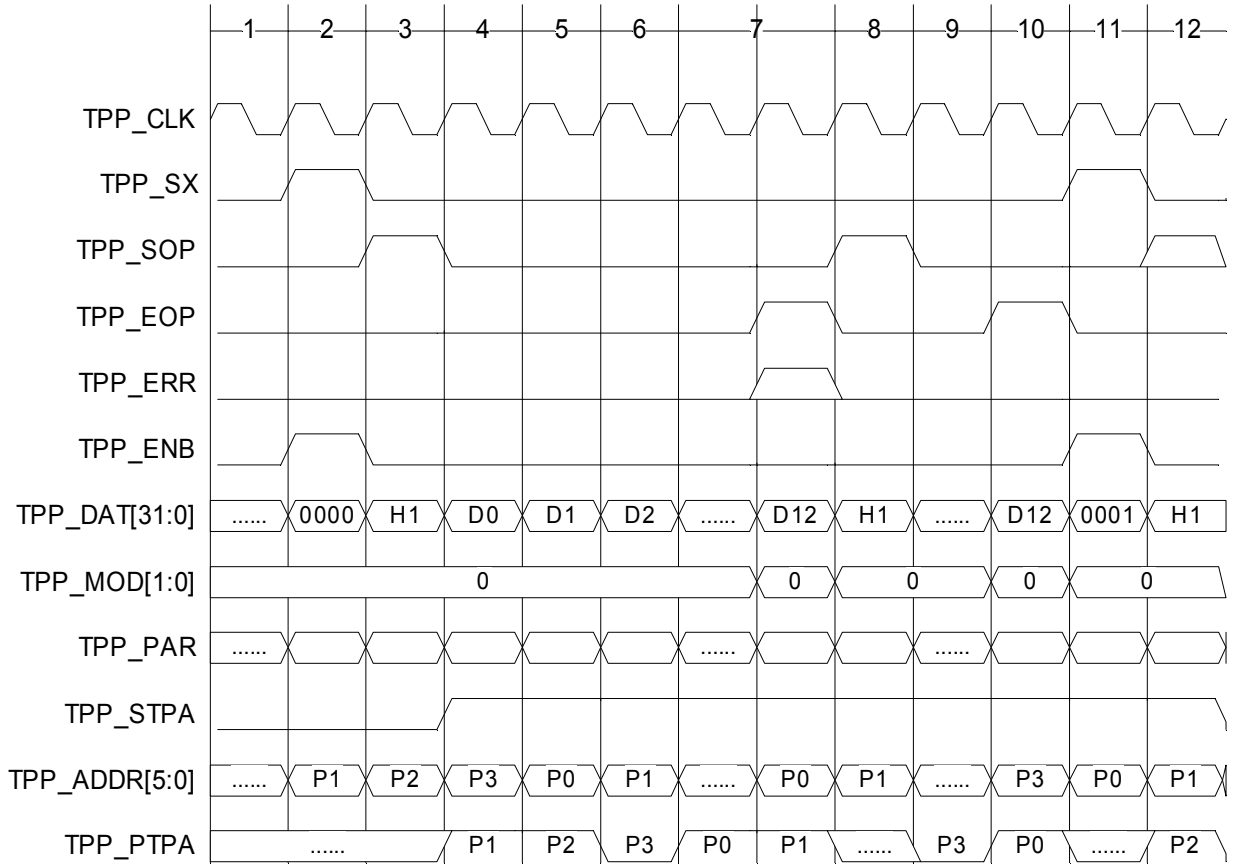 1 2 3 4 5 6 7 8 9 10 11 12
TPP_CLK
TPP_SX
TPP_SOP
TPP_EOP
TPP_ERR
TPP_ENB
TPP_DAT[31:0] ...... 0000 H1 D0 D1 D2 ...... D12 H1 ...... D12 0001 H1
TPP_MOD[1:0] 0 0 0 0 0
TPP_PAR ...... ...... ......
TPP_STPA
TPP_ADDR[5:0] ...... P1 P2 P3 P0 P1 ...... P0 P1 ...... P3 P0 P1
TPP_PTPA ...... P1 P2 P3 P0 P1 ...... P3 P0 ...... P2